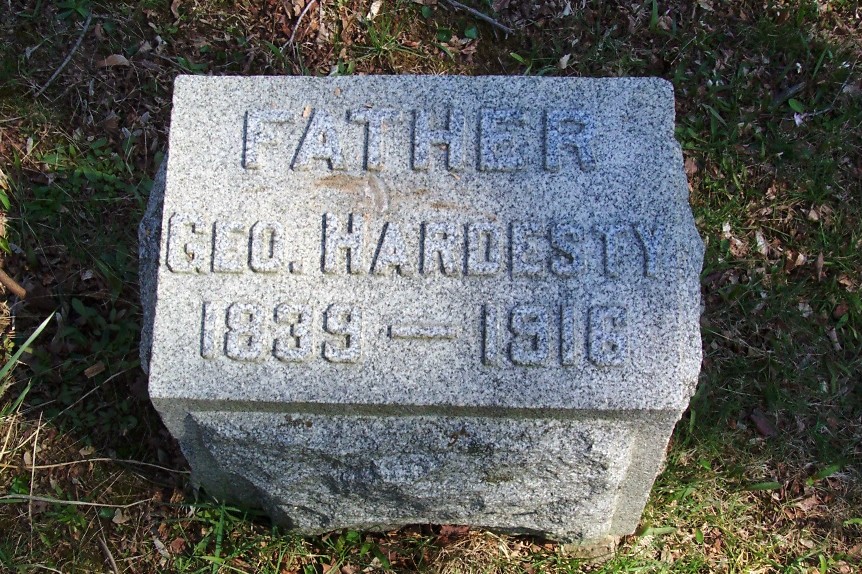 FATHER
GEO. HARDESTY
1839 — 1916